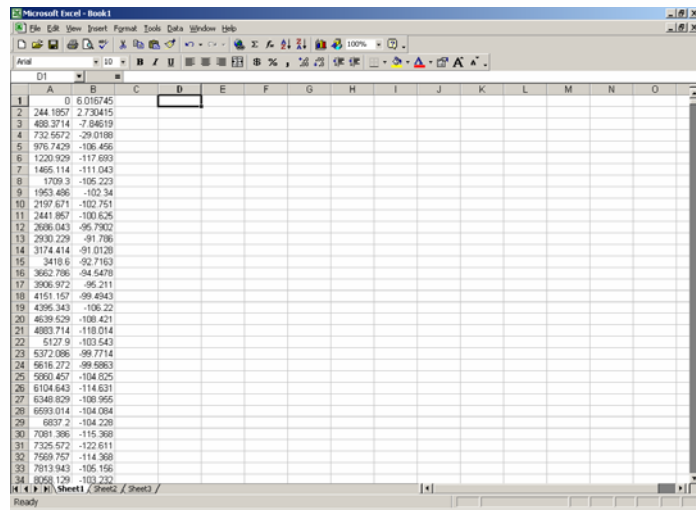 Microsoft Excel - Book1
File Edit View Insert Format Tools Data Window Help
100%
Arial 10 B I U $ % ,
D1 =
A B C D E F G H I J K L M N O
1 0 6.016745
2 244.1857 2.730415
3 488.3714 -7.84619
4 732.5572 -29.0188
5 976.7429 -106.456
6 1220.929 -117.693
7 1465.114 -111.043
8 1709.3 -105.223
9 1953.486 -102.34
10 2197.671 -102.751
11 2441.857 -100.625
12 2686.043 -95.7902
13 2930.229 -91.786
14 3174.414 -91.0128
15 3418.6 -92.7163
16 3662.786 -94.5478
17 3906.972 -95.211
18 4151.157 -99.4943
19 4395.343 -106.22
20 4639.529 -108.421
21 4883.714 -118.014
22 5127.9 -103.543
23 5372.086 -99.7714
24 5616.272 -99.5863
25 5860.457 -104.825
26 6104.643 -114.631
27 6348.829 -108.955
28 6593.014 -104.084
29 6837.2 -104.228
30 7081.386 -115.368
31 7325.572 -122.611
32 7569.757 -114.368
33 7813.943 -105.156
34 8058.129 -103.232
Sheet1 / Sheet2 / Sheet3 /
Ready